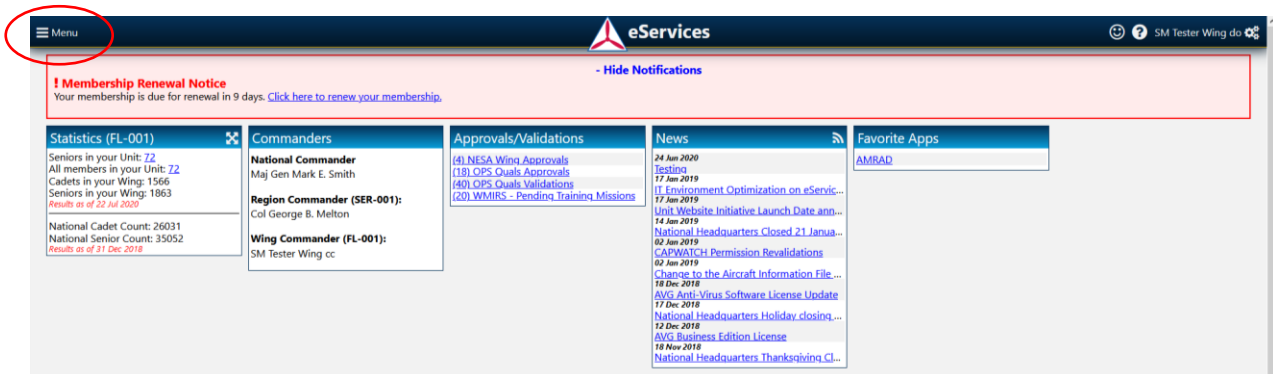 Menu
eServices
SM Tester Wing do
- Hide Notifications
! Membership Renewal Notice
Your membership is due for renewal in 9 days. Click here to renew your membership.
Statistics (FL-001)
Seniors in your Unit: 72
All members in your Unit: 72
Cadets in your Wing: 1566
Seniors in your Wing: 1863
Results as of 22 Jul 2020
National Cadet Count: 26031
National Senior Count: 35052
Results as of 31 Dec 2018
Commanders
National Commander
Maj Gen Mark E. Smith
Region Commander (SER-001):
Col George B. Melton
Wing Commander (FL-001):
SM Tester Wing cc
Approvals/Validations
(4) NESA Wing Approvals
(18) OPS Quals Approvals
(40) OPS Quals Validations
(20) WMIRS - Pending Training Missions
News
24 Jun 2020
Testing
17 Jan 2019
IT Environment Optimization on eServic...
17 Jan 2019
Unit Website Initiative Launch Date ann...
14 Jan 2019
National Headquarters Closed 21 Janua...
02 Jan 2019
CAPWATCH Permission Revalidations
02 Jan 2019
Change to the Aircraft Information File ...
18 Dec 2018
AVG Anti-Virus Software License Update
17 Dec 2018
National Headquarters Holiday closing ...
12 Dec 2018
AVG Business Edition License
18 Nov 2018
National Headquarters Thanksgiving Cl...
Favorite Apps
AMRAD